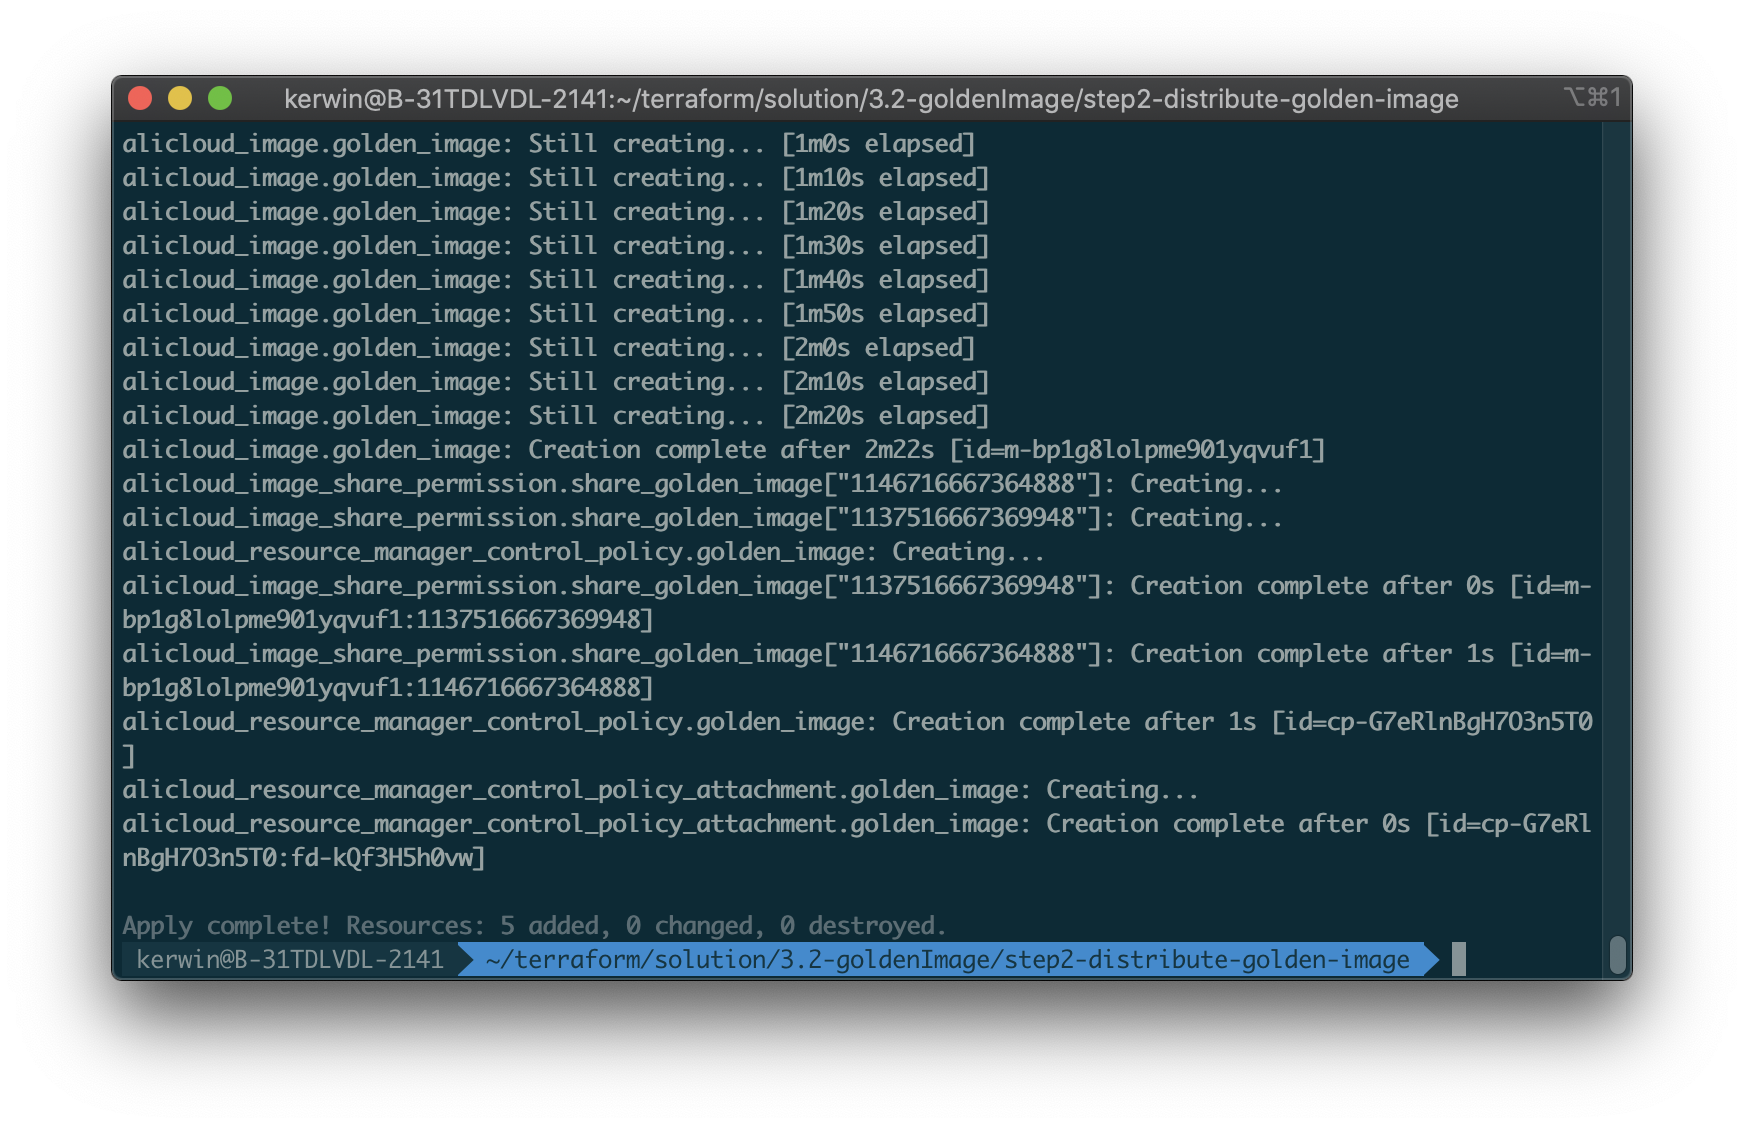 kerwin@B-31TDLVDL-2141:~/terraform/solution/3.2-goldenImage/step2-distribute-golden-image
⌥⌘1
alicloud_image.golden_image: Still creating... [1m0s elapsed]
alicloud_image.golden_image: Still creating... [1m10s elapsed]
alicloud_image.golden_image: Still creating... [1m20s elapsed]
alicloud_image.golden_image: Still creating... [1m30s elapsed]
alicloud_image.golden_image: Still creating... [1m40s elapsed]
alicloud_image.golden_image: Still creating... [1m50s elapsed]
alicloud_image.golden_image: Still creating... [2m0s elapsed]
alicloud_image.golden_image: Still creating... [2m10s elapsed]
alicloud_image.golden_image: Still creating... [2m20s elapsed]
alicloud_image.golden_image: Creation complete after 2m22s [id=m-bp1g8lolpme901yqvuf1]
alicloud_image_share_permission.share_golden_image["1146716667364888"]: Creating...
alicloud_image_share_permission.share_golden_image["1137516667369948"]: Creating...
alicloud_resource_manager_control_policy.golden_image: Creating...
alicloud_image_share_permission.share_golden_image["1137516667369948"]: Creation complete after 0s [id=m-
bp1g8lolpme901yqvuf1:1137516667369948]
alicloud_image_share_permission.share_golden_image["1146716667364888"]: Creation complete after 1s [id=m-
bp1g8lolpme901yqvuf1:1146716667364888]
alicloud_resource_manager_control_policy.golden_image: Creation complete after 1s [id=cp-G7eRlnBgH7O3n5T0
]
alicloud_resource_manager_control_policy_attachment.golden_image: Creating...
alicloud_resource_manager_control_policy_attachment.golden_image: Creation complete after 0s [id=cp-G7eRl
nBgH7O3n5T0:fd-kQf3H5h0vw]
Apply complete! Resources: 5 added, 0 changed, 0 destroyed.
kerwin@B-31TDLVDL-2141 ~/terraform/solution/3.2-goldenImage/step2-distribute-golden-image